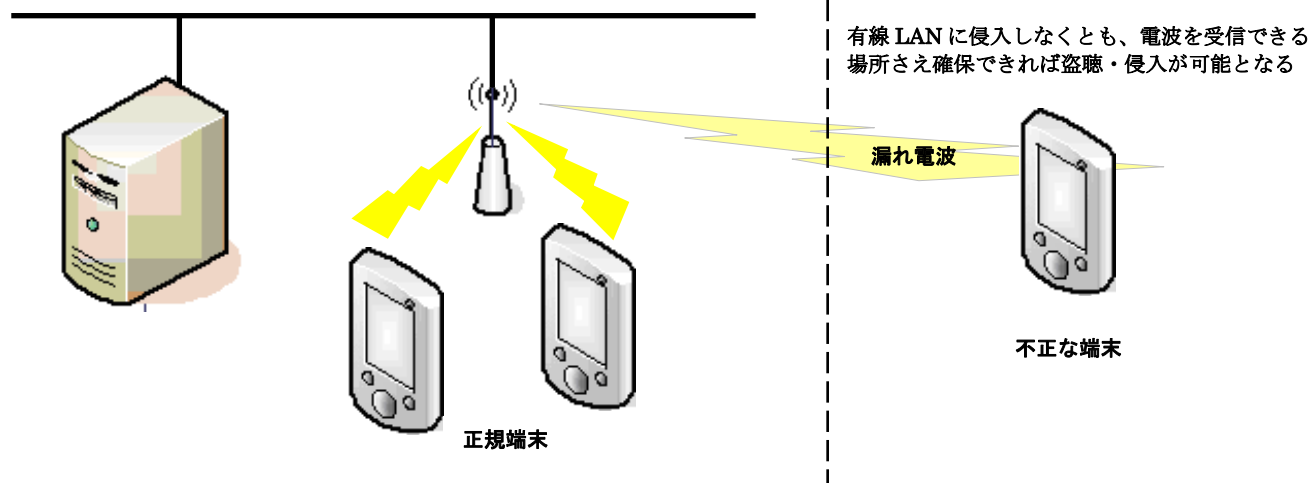 有線 LAN に侵入しなくとも、電波を受信できる
場所さえ確保できれば盗聴・侵入が可能となる
漏れ電波
不正な端末
正規端末